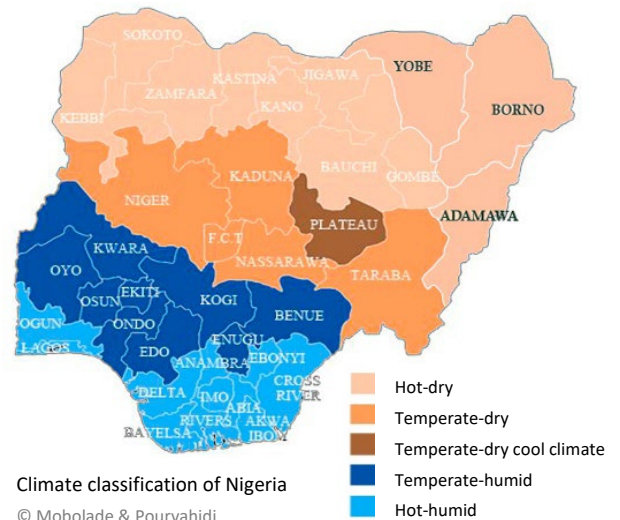 SOKOTO
YOBE
KASTINA
JIGAWA
ZAMFARA
KANO
BORNO
KEBBI
BAUCHI
GOMBE
KADUNA
NIGER
PLATEAU
ADAMAWA
F.C.T
KWARA
NASSARAWA
OYO
TARABA
EKITI
OSUN
KOGI
BENUE
OGUN
ONDO
ENUGU
LAGOS
EDO
ANAMBRA
EBONYI
DELTA
IMO
CROSS
RIVER
ABIA
RIVERS
AKWA
IBOM
BAYELSA
Hot-dry
Temperate-dry
Temperate-dry cool climate
Temperate-humid
Hot-humid
Climate classification of Nigeria
© Mobolade & Pourvahidi